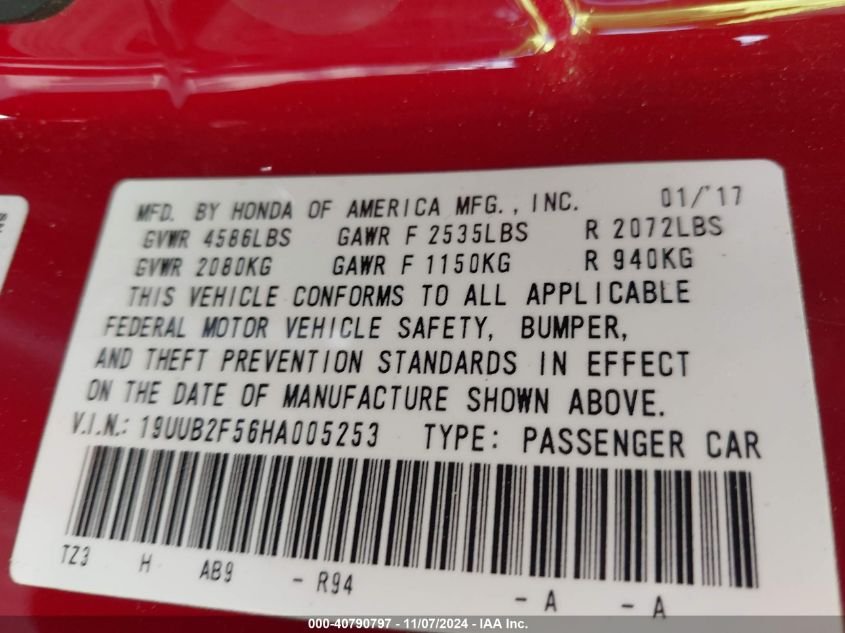 MFD. BY HONDA OF AMERICA MFG., INC. 01/'17
GVWR 4586LBS GAWR F 2535LBS R 2072LBS
GVWR 2080KG GAWR F 1150KG R 940KG
THIS VEHICLE CONFORMS TO ALL APPLICABLE
FEDERAL MOTOR VEHICLE SAFETY, BUMPER,
AND THEFT PREVENTION STANDARDS IN EFFECT
ON THE DATE OF MANUFACTURE SHOWN ABOVE.
V.I.N.: 19UUB2F56HA005253 TYPE: PASSENGER CAR
TZ3 H AB9 - R94 - A - A
000-40790797 - 11/07/2024 - IAA Inc.